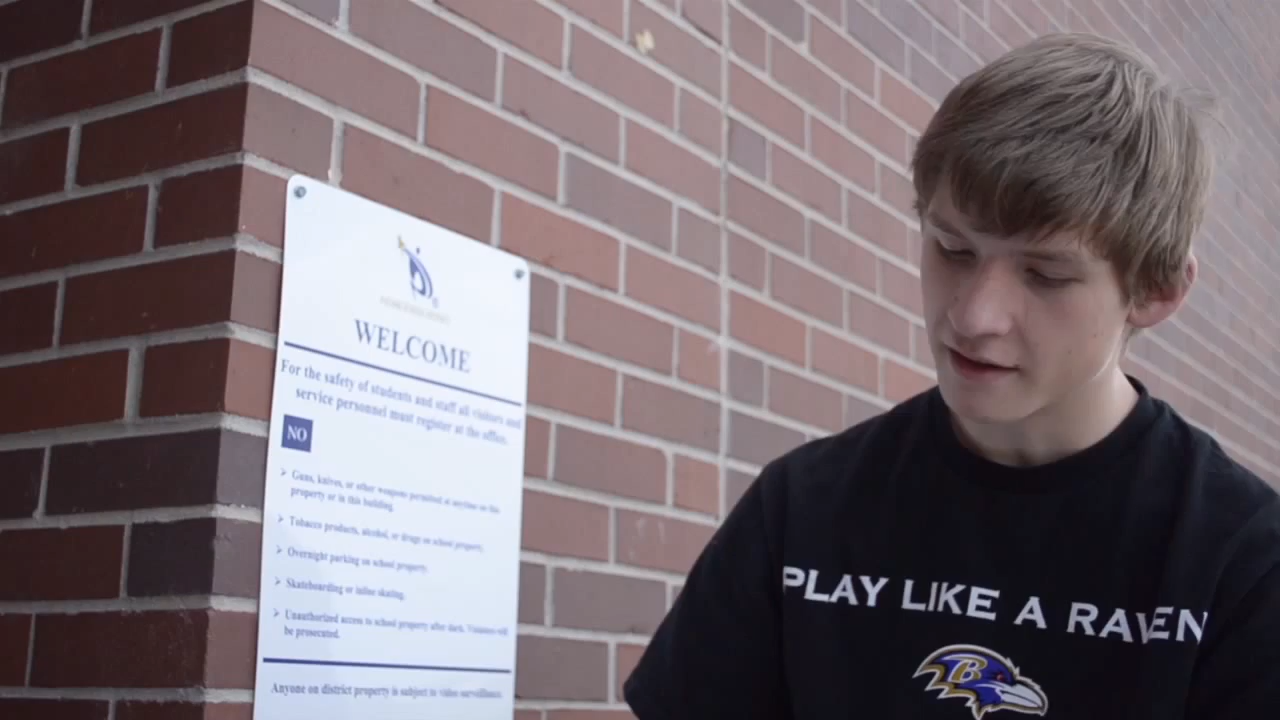 WELCOME
For the safety of students and staff all visitors and
service personnel must register at the office.
NO
Guns, knives, or other weapons permitted at anytime on this
property or in this building.
Tobacco products, alcohol, or drugs on school property.
Overnight parking on school property.
Skateboarding or inline skating.
Unauthorized access to school property after dark. Violators will
be prosecuted.
Anyone on district property is subject to video surveillance.
PLAY LIKE A RAVEN
B